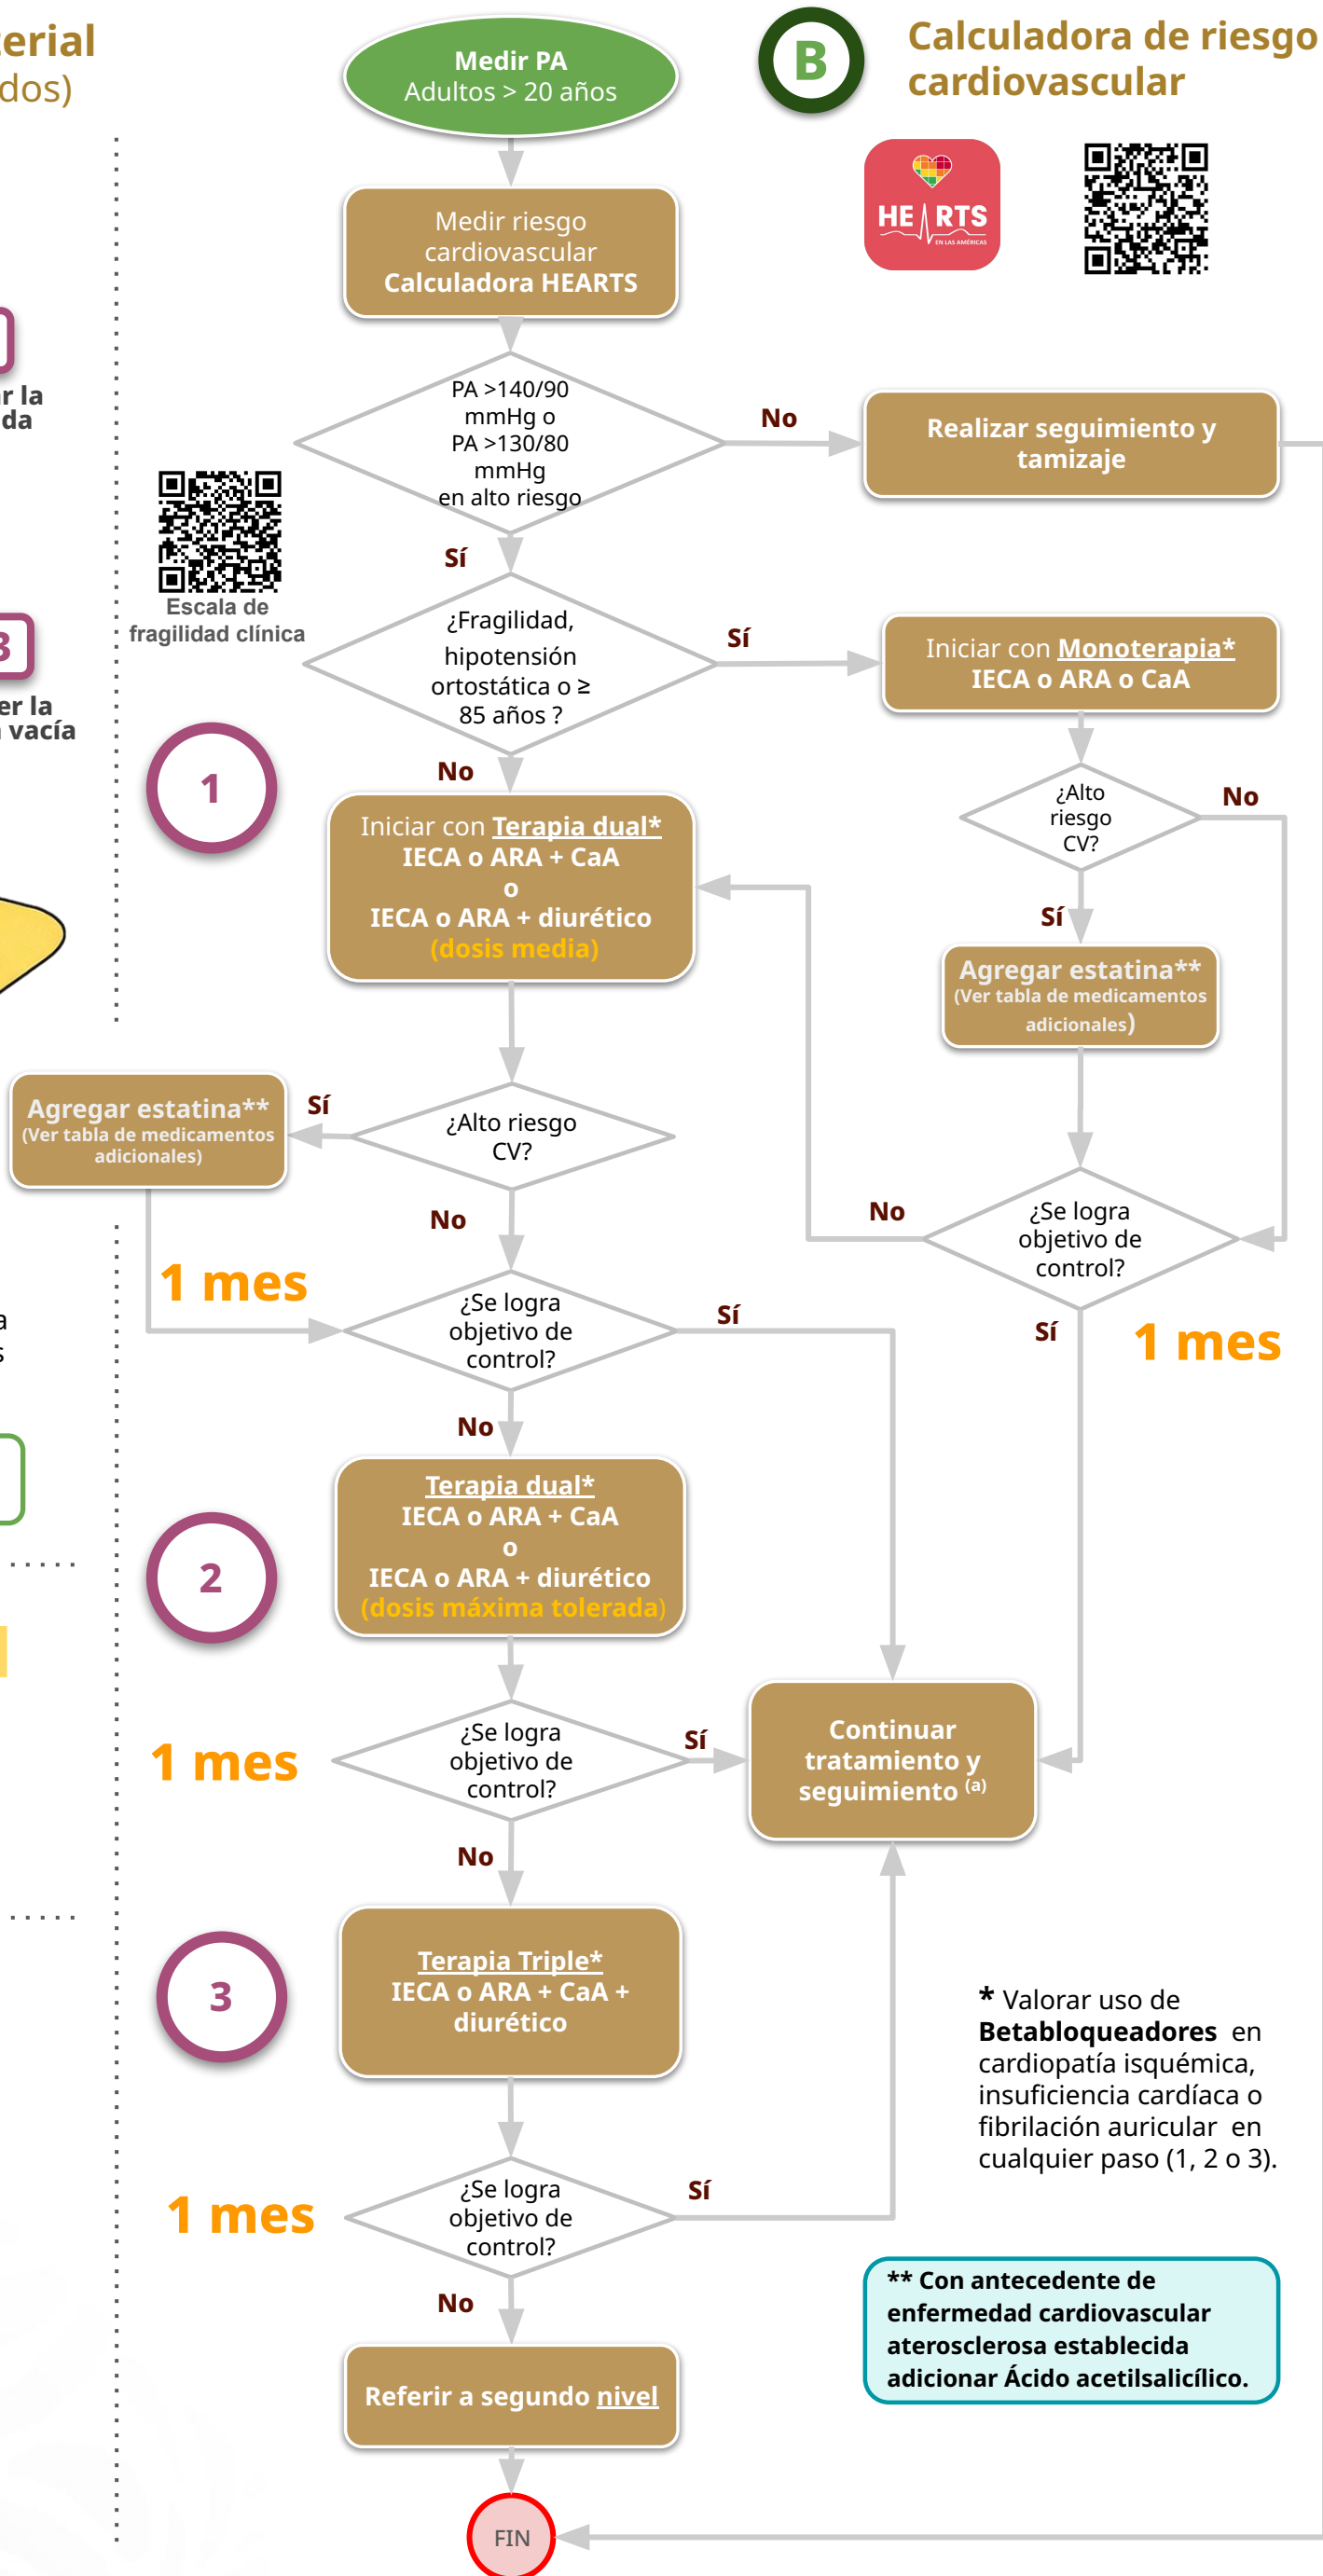 terial
dos)
Medir PA
Adultos > 20 años
B
Calculadora de riesgo
cardiovascular
HEARTS
EN LAS AMÉRICAS
Medir riesgo
cardiovascular
Calculadora HEARTS
PA >140/90
mmHg o
PA >130/80
mmHg
en alto riesgo
No
Realizar seguimiento y
tamizaje
r la
da
Sí
Escala de
fragilidad clínica
¿Fragilidad,
hipotensión
ortostática o ≥
85 años ?
Sí
Iniciar con Monoterapia*
IECA o ARA o CaA
3
er la
vacía
1
No
Iniciar con Terapia dual*
IECA o ARA + CaA
o
IECA o ARA + diurético
(dosis media)
¿Alto
riesgo
CV?
No
Sí
Agregar estatina**
(Ver tabla de medicamentos
adicionales)
Agregar estatina**
(Ver tabla de medicamentos
adicionales)
Sí
¿Alto riesgo
CV?
No
No
¿Se logra
objetivo de
control?
1 mes
¿Se logra
objetivo de
control?
Sí
Sí
1 mes
a
s
No
2
Terapia dual*
IECA o ARA + CaA
o
IECA o ARA + diurético
(dosis máxima tolerada)
1 mes
¿Se logra
objetivo de
control?
Sí
Continuar
tratamiento y
seguimiento (a)
No
3
Terapia Triple*
IECA o ARA + CaA +
diurético
* Valorar uso de
Betabloqueadores en
cardiopatía isquémica,
insuficiencia cardíaca o
fibrilación auricular en
cualquier paso (1, 2 o 3).
1 mes
¿Se logra
objetivo de
control?
Sí
No
** Con antecedente de
enfermedad cardiovascular
aterosclerosa establecida
adicionar Ácido acetilsalicílico.
Referir a segundo nivel
FIN